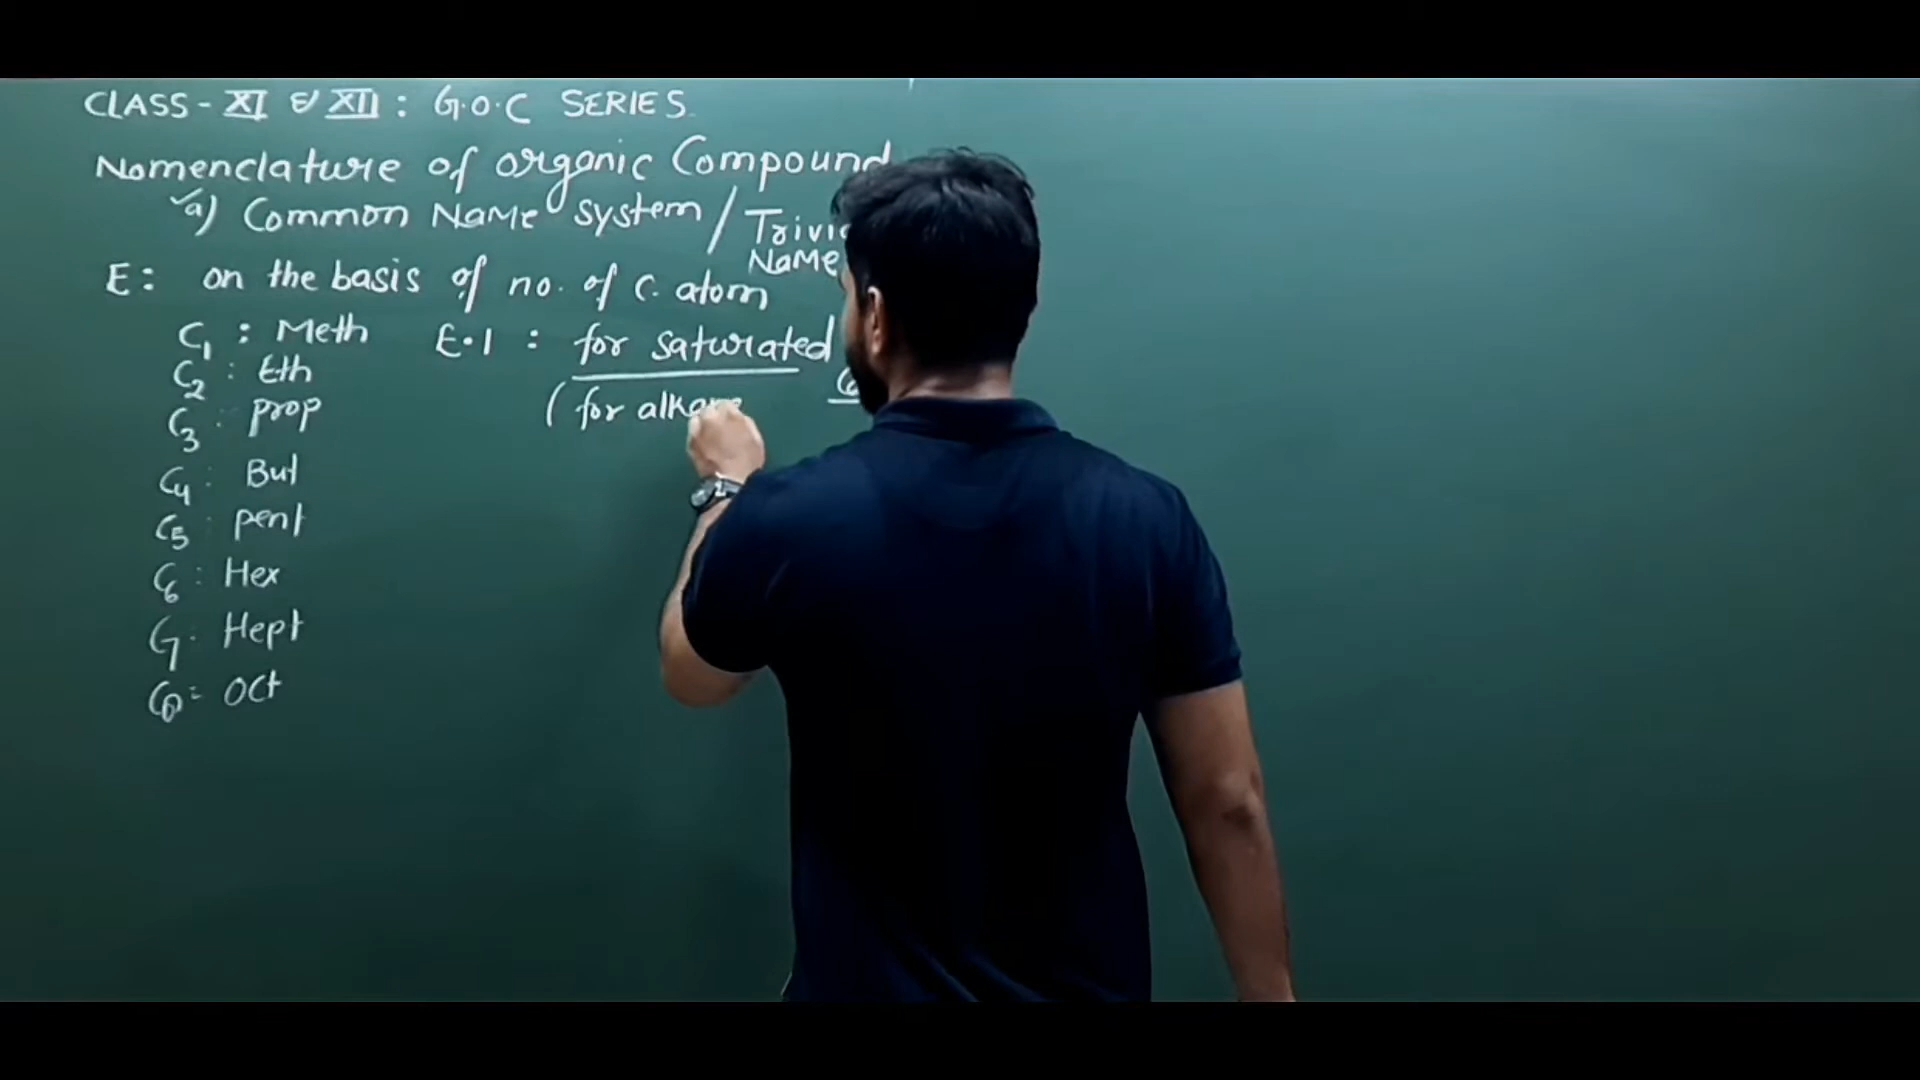 CLASS - XI & XII : G.O.C SERIES.
Nomenclature of organic Compound
a) Common Name system / Trivi
Name
E : on the basis of no. of C. atom
C1 : Meth
E.1 : for saturated
C2 : Eth
(for alkane
C3 : prop
C4 : But
C5 : pent
C6 : Hex
C7 : Hept
C8 = Oct